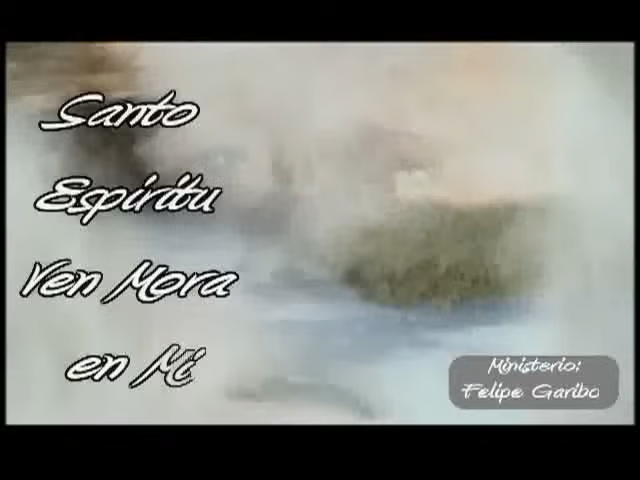 Santo
Espiritu
Ven Mora
en Mi
Ministerio:
Felipe Garibo